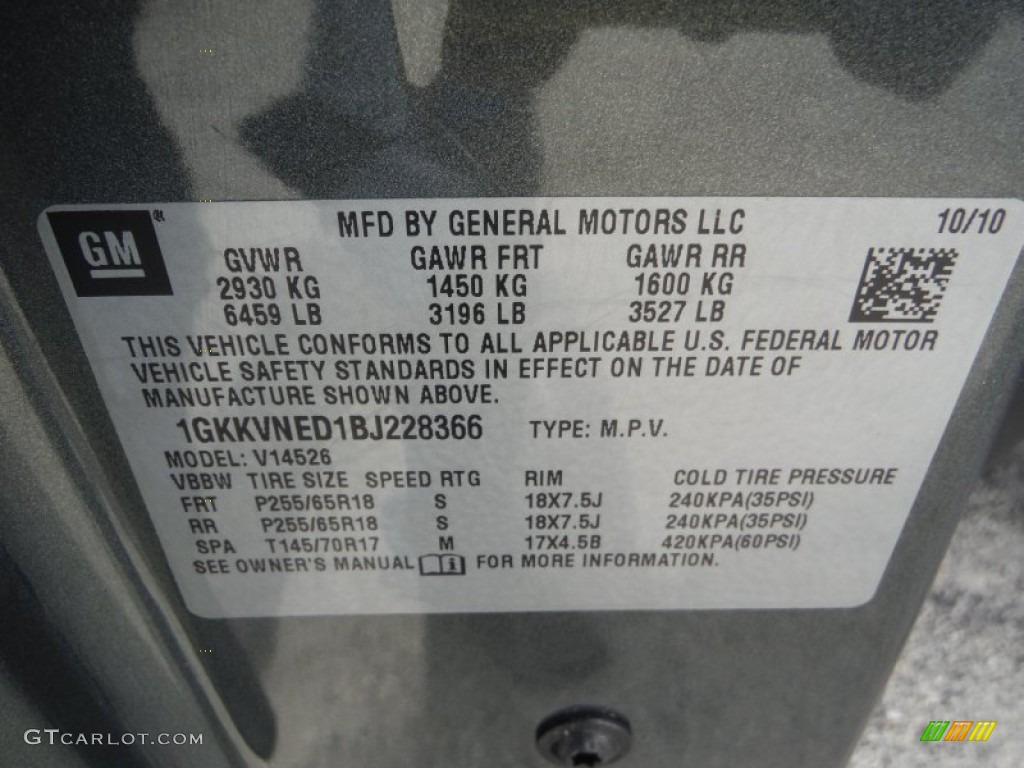 GM® MFD BY GENERAL MOTORS LLC 10/10
GVWR GAWR FRT GAWR RR
2930 KG 1450 KG 1600 KG
6459 LB 3196 LB 3527 LB
THIS VEHICLE CONFORMS TO ALL APPLICABLE U.S. FEDERAL MOTOR
VEHICLE SAFETY STANDARDS IN EFFECT ON THE DATE OF
MANUFACTURE SHOWN ABOVE.
1GKKVNED1BJ228366 TYPE: M.P.V.
MODEL: V14526
VBBW TIRE SIZE SPEED RTG RIM COLD TIRE PRESSURE
FRT P255/65R18 S 18X7.5J 240KPA(35PSI)
RR P255/65R18 S 18X7.5J 240KPA(35PSI)
SPA T145/70R17 M 17X4.5B 420KPA(60PSI)
SEE OWNER'S MANUAL i FOR MORE INFORMATION.
GTCARLOT.COM